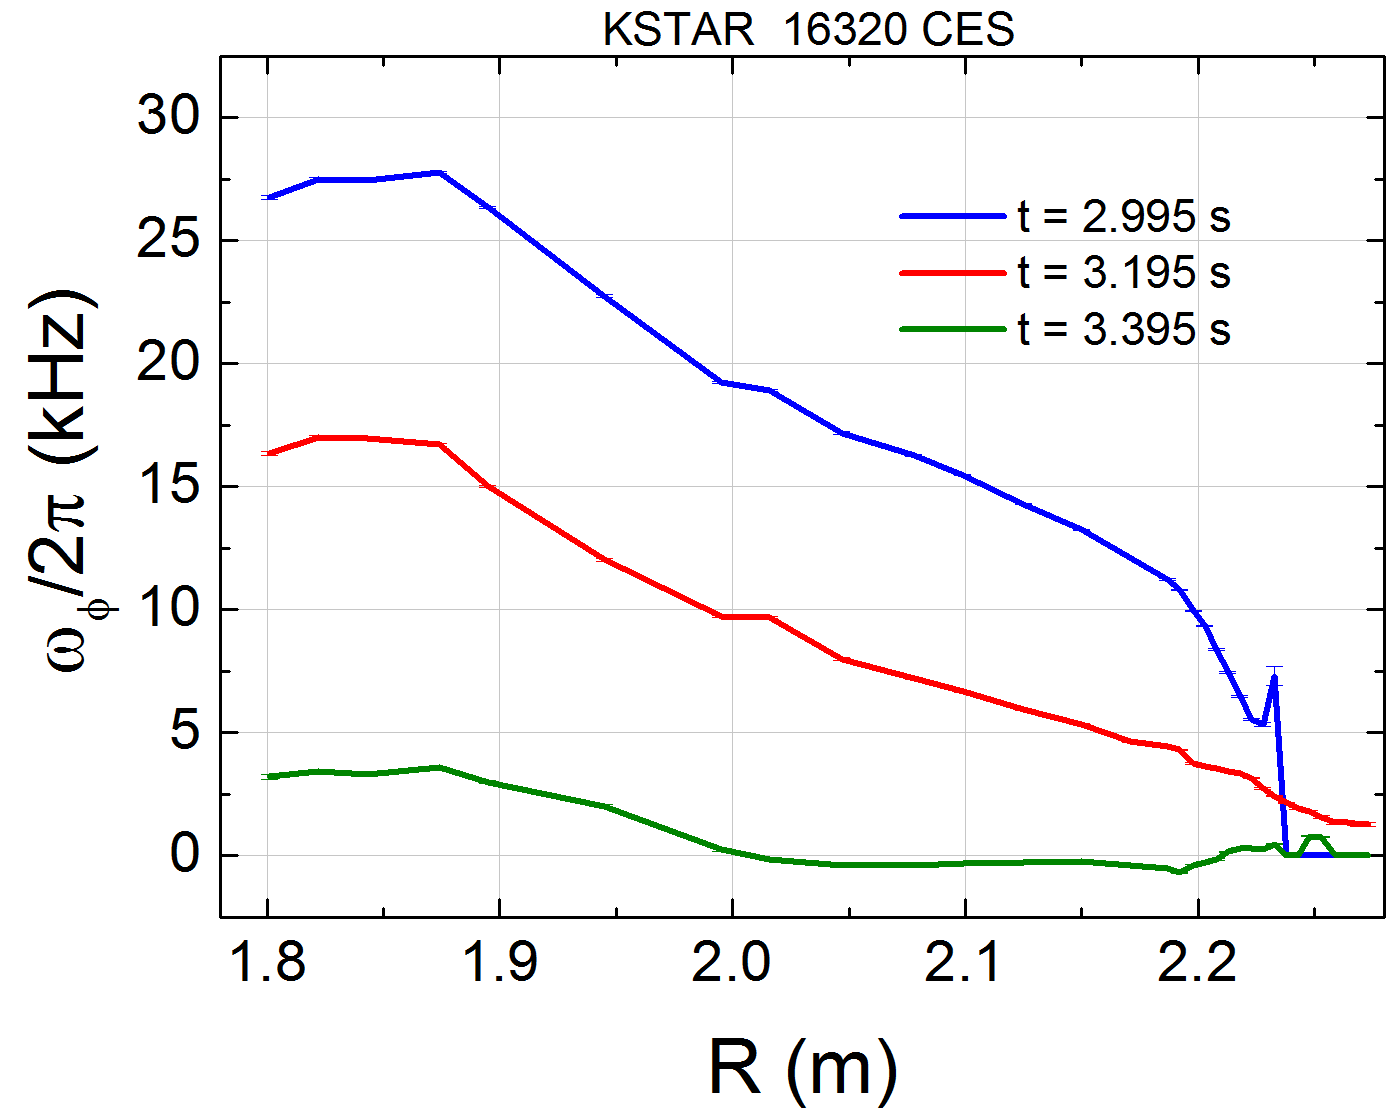 KSTAR 16320 CES
30
25
20
15
10
5
0
ω_ϕ/2π (kHz)
t = 2.995 s
t = 3.195 s
t = 3.395 s
1.8 1.9 2.0 2.1 2.2
R (m)